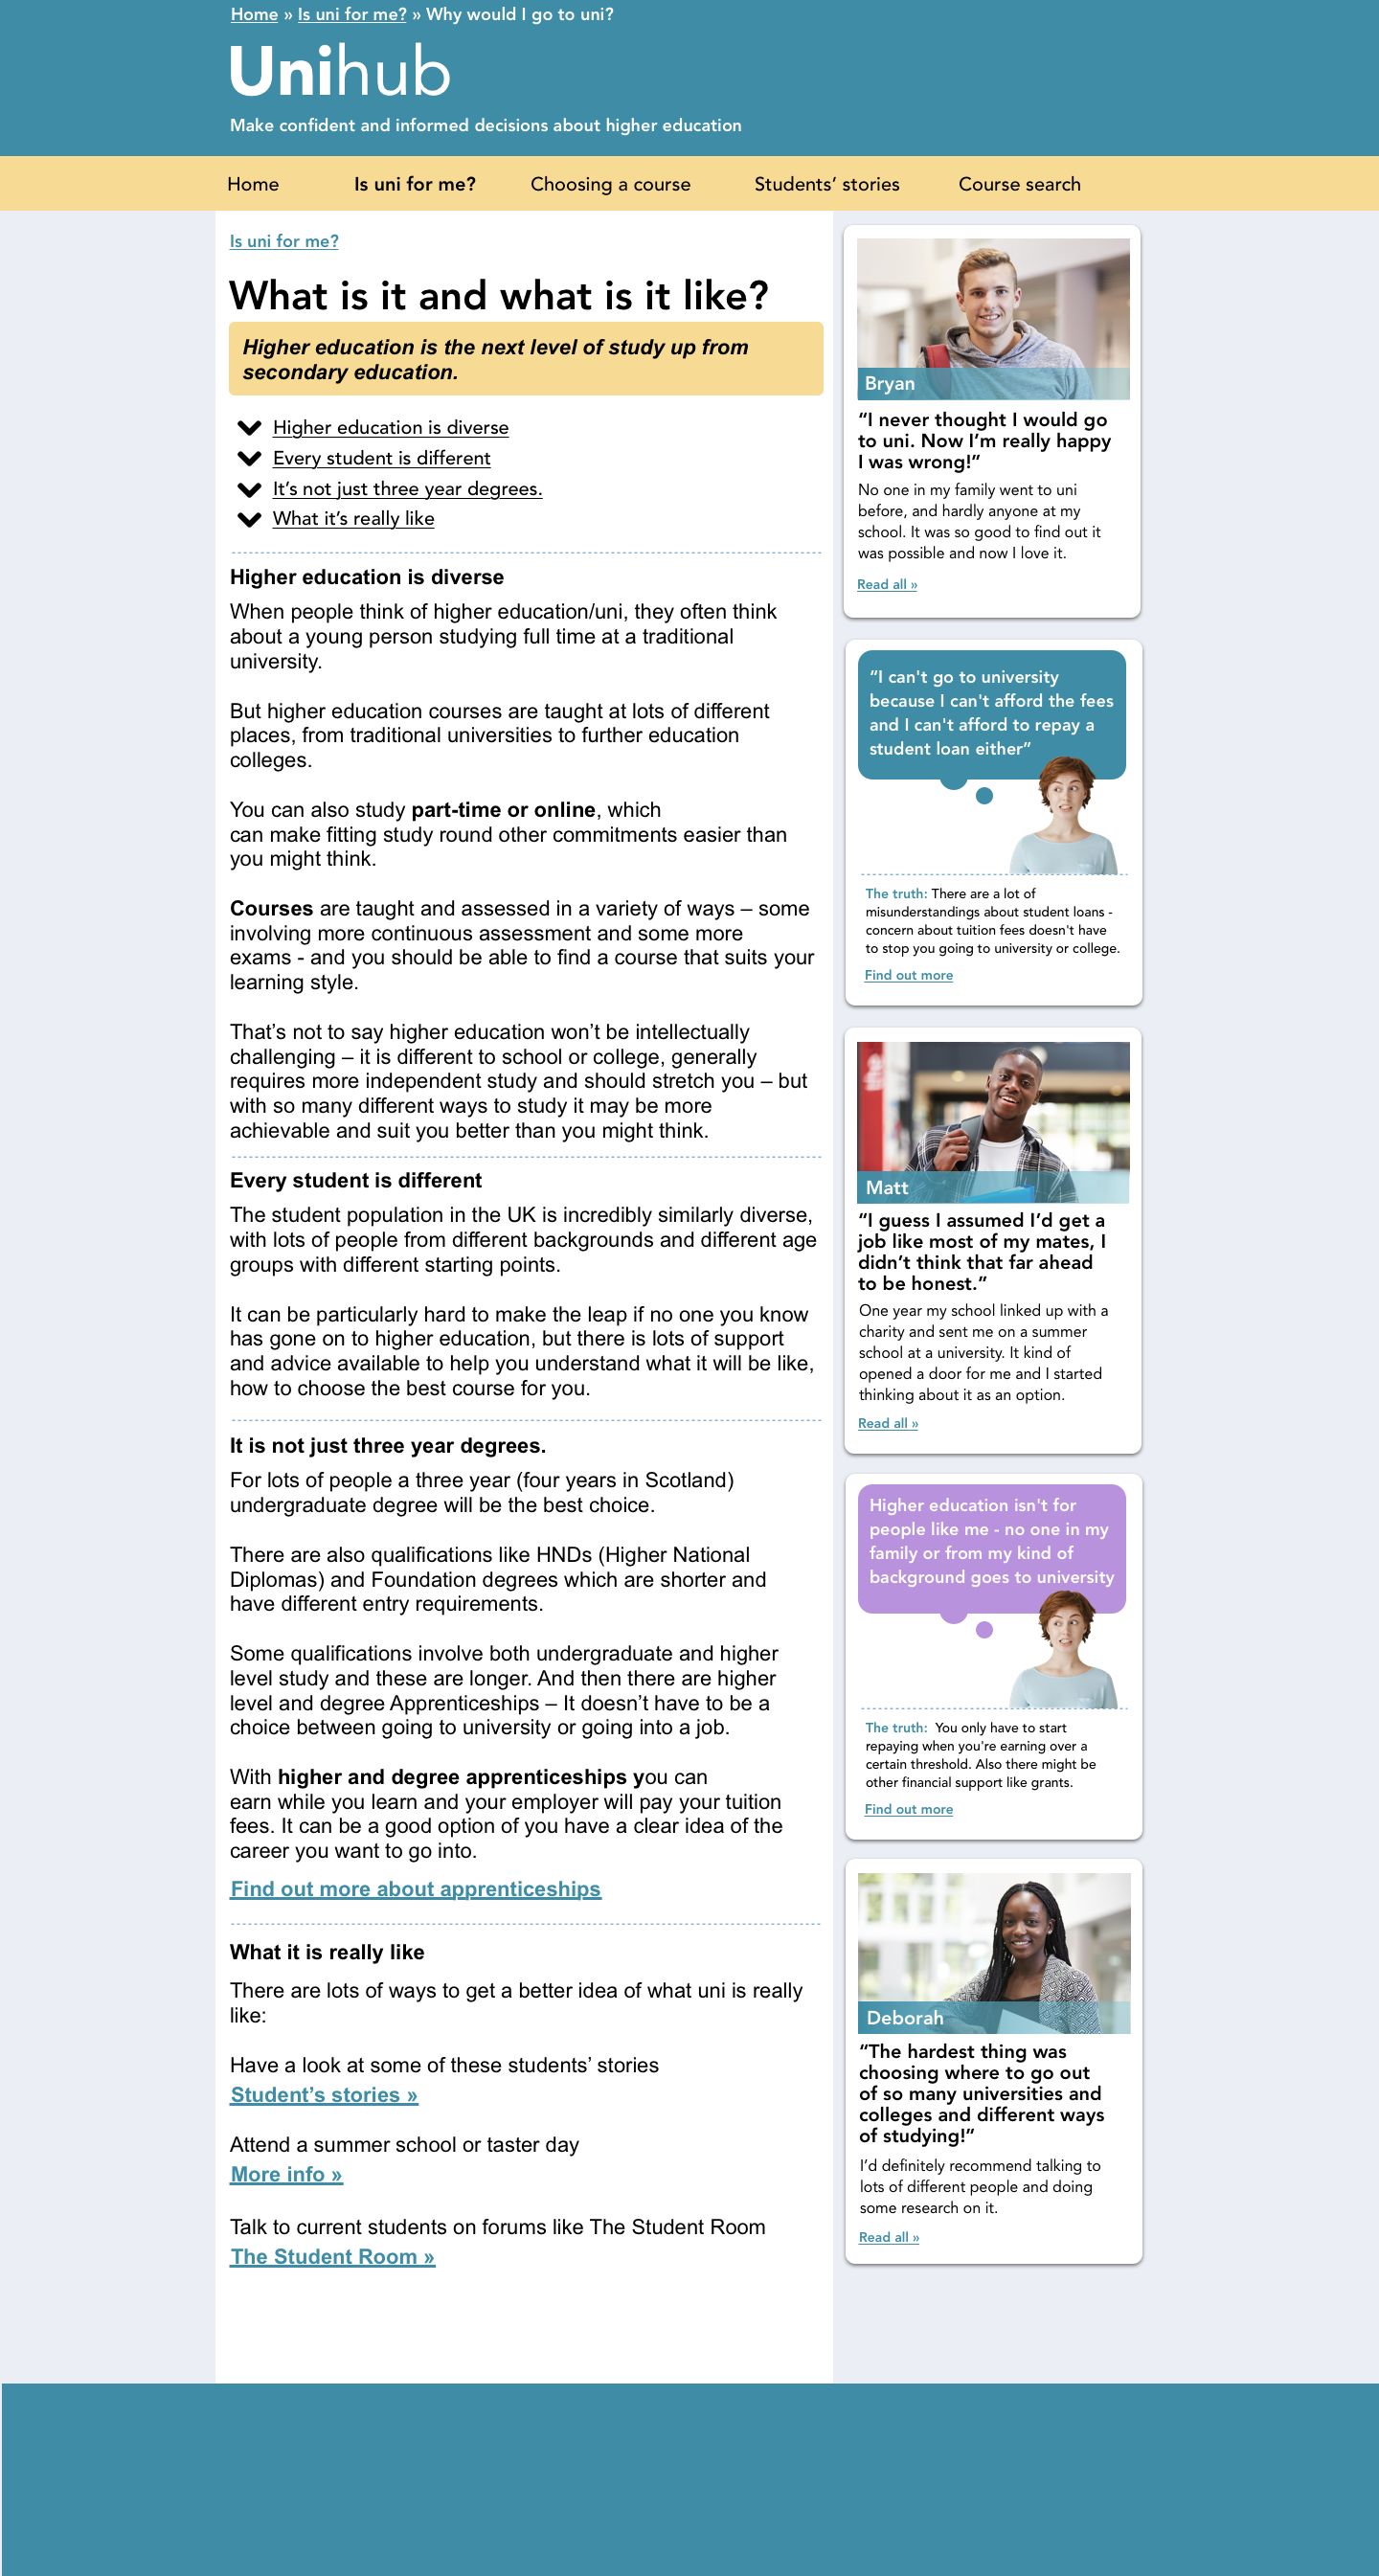 Home » Is uni for me? » Why would I go to uni?
Unihub
Make confident and informed decisions about higher education
Home
Is uni for me?
Choosing a course
Students’ stories
Course search
Is uni for me?
What is it and what is it like?
Higher education is the next level of study up from
secondary education.
Higher education is diverse
Every student is different
It’s not just three year degrees.
What it’s really like
Higher education is diverse
When people think of higher education/uni, they often think
about a young person studying full time at a traditional
university.
But higher education courses are taught at lots of different
places, from traditional universities to further education
colleges.
You can also study part-time or online, which
can make fitting study round other commitments easier than
you might think.
Courses are taught and assessed in a variety of ways – some
involving more continuous assessment and some more
exams - and you should be able to find a course that suits your
learning style.
That’s not to say higher education won’t be intellectually
challenging – it is different to school or college, generally
requires more independent study and should stretch you – but
with so many different ways to study it may be more
achievable and suit you better than you might think.
Every student is different
The student population in the UK is incredibly similarly diverse,
with lots of people from different backgrounds and different age
groups with different starting points.
It can be particularly hard to make the leap if no one you know
has gone on to higher education, but there is lots of support
and advice available to help you understand what it will be like,
how to choose the best course for you.
It is not just three year degrees.
For lots of people a three year (four years in Scotland)
undergraduate degree will be the best choice.
There are also qualifications like HNDs (Higher National
Diplomas) and Foundation degrees which are shorter and
have different entry requirements.
Some qualifications involve both undergraduate and higher
level study and these are longer. And then there are higher
level and degree Apprenticeships – It doesn’t have to be a
choice between going to university or going into a job.
With higher and degree apprenticeships you can
earn while you learn and your employer will pay your tuition
fees. It can be a good option of you have a clear idea of the
career you want to go into.
Find out more about apprenticeships
What it is really like
There are lots of ways to get a better idea of what uni is really
like:
Have a look at some of these students’ stories
Student’s stories »
Attend a summer school or taster day
More info »
Talk to current students on forums like The Student Room
The Student Room »
Bryan
“I never thought I would go
to uni. Now I’m really happy
I was wrong!”
No one in my family went to uni
before, and hardly anyone at my
school. It was so good to find out it
was possible and now I love it.
Read all »
“I can't go to university
because I can't afford the fees
and I can't afford to repay a
student loan either”
The truth: There are a lot of
misunderstandings about student loans -
concern about tuition fees doesn't have
to stop you going to university or college.
Find out more
Matt
“I guess I assumed I’d get a
job like most of my mates, I
didn’t think that far ahead
to be honest.”
One year my school linked up with a
charity and sent me on a summer
school at a university. It kind of
opened a door for me and I started
thinking about it as an option.
Read all »
Higher education isn't for
people like me - no one in my
family or from my kind of
background goes to university
The truth: You only have to start
repaying when you're earning over a
certain threshold. Also there might be
other financial support like grants.
Find out more
Deborah
“The hardest thing was
choosing where to go out
of so many universities and
colleges and different ways
of studying!”
I’d definitely recommend talking to
lots of different people and doing
some research on it.
Read all »